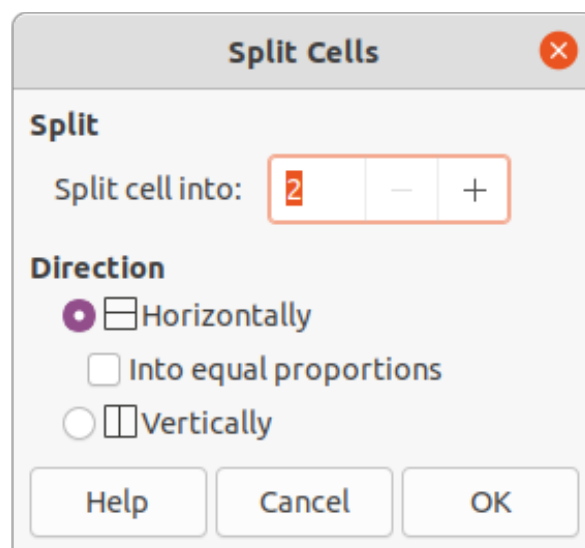 Split Cells
Split
Split cell into: 2
Direction
Horizontally
Into equal proportions
Vertically
Help Cancel OK